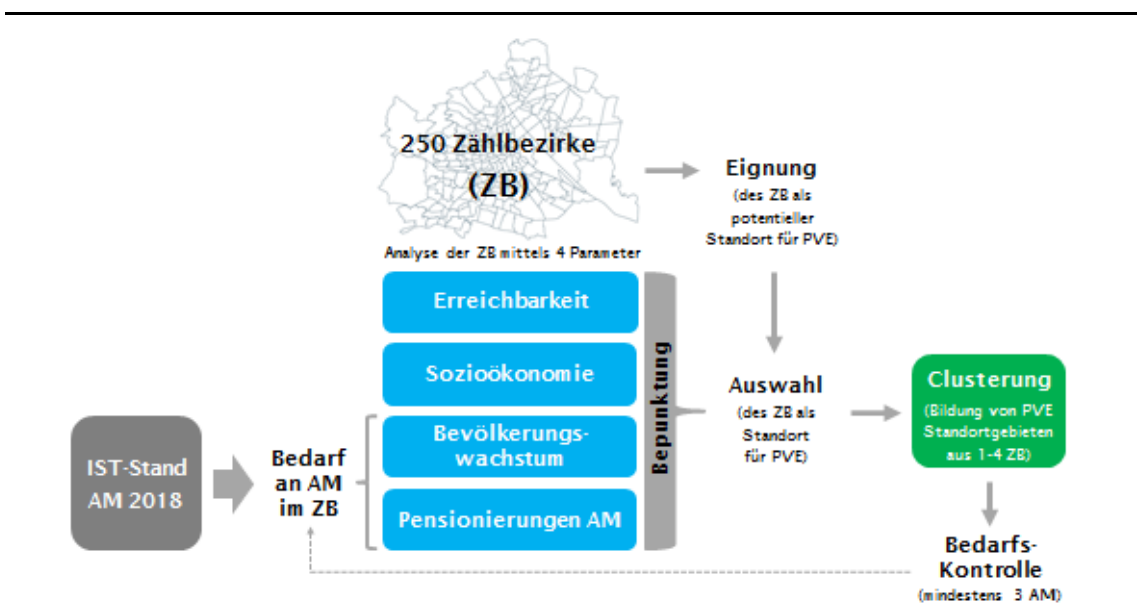 250 Zählbezirke
(ZB)
Eignung
(des ZB als
potentieller
Standort für PVE)
Analyse der ZB mittels 4 Parameter
Erreichbarkeit
Sozioökonomie
Bevölkerungs-
wachstum
Pensionierungen AM
Bepunktung
IST-Stand
AM 2018
Bedarf
an AM
im ZB
Auswahl
(des ZB als
Standort
für PVE)
Clusterung
(Bildung von PVE
Standortgebieten
aus 1-4 ZB)
Bedarfs-
Kontrolle
(mindestens 3 AM)